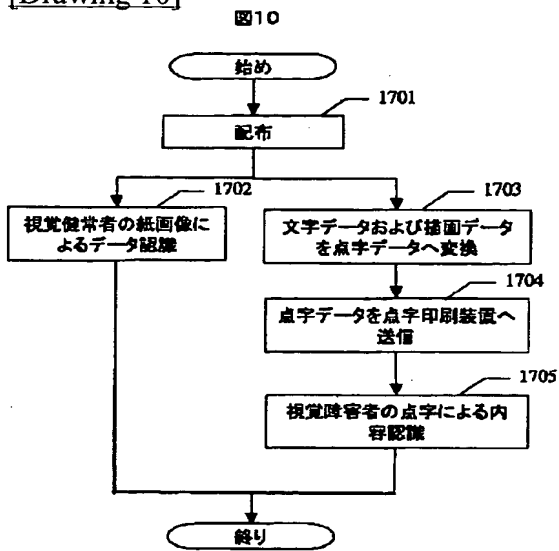 [Drawing 10]
図10
始め
1701
配布
1702
視覚健常者の紙画像に
よるデータ認識
1703
文字データおよび描画データ
を点字データへ変換
1704
点字データを点字印刷装置へ
送信
1705
視覚障害者の点字による内
容認識
終り